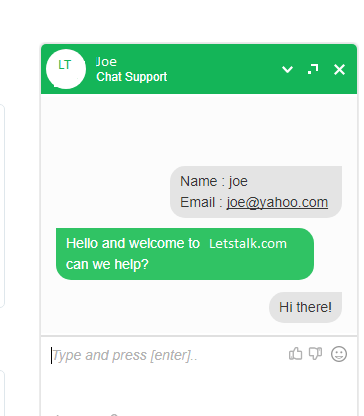 LT
Joe
Chat Support
Name : joe
Email : joe@yahoo.com
Hello and welcome to Letstalk.com
can we help?
Hi there!
Type and press [enter]..